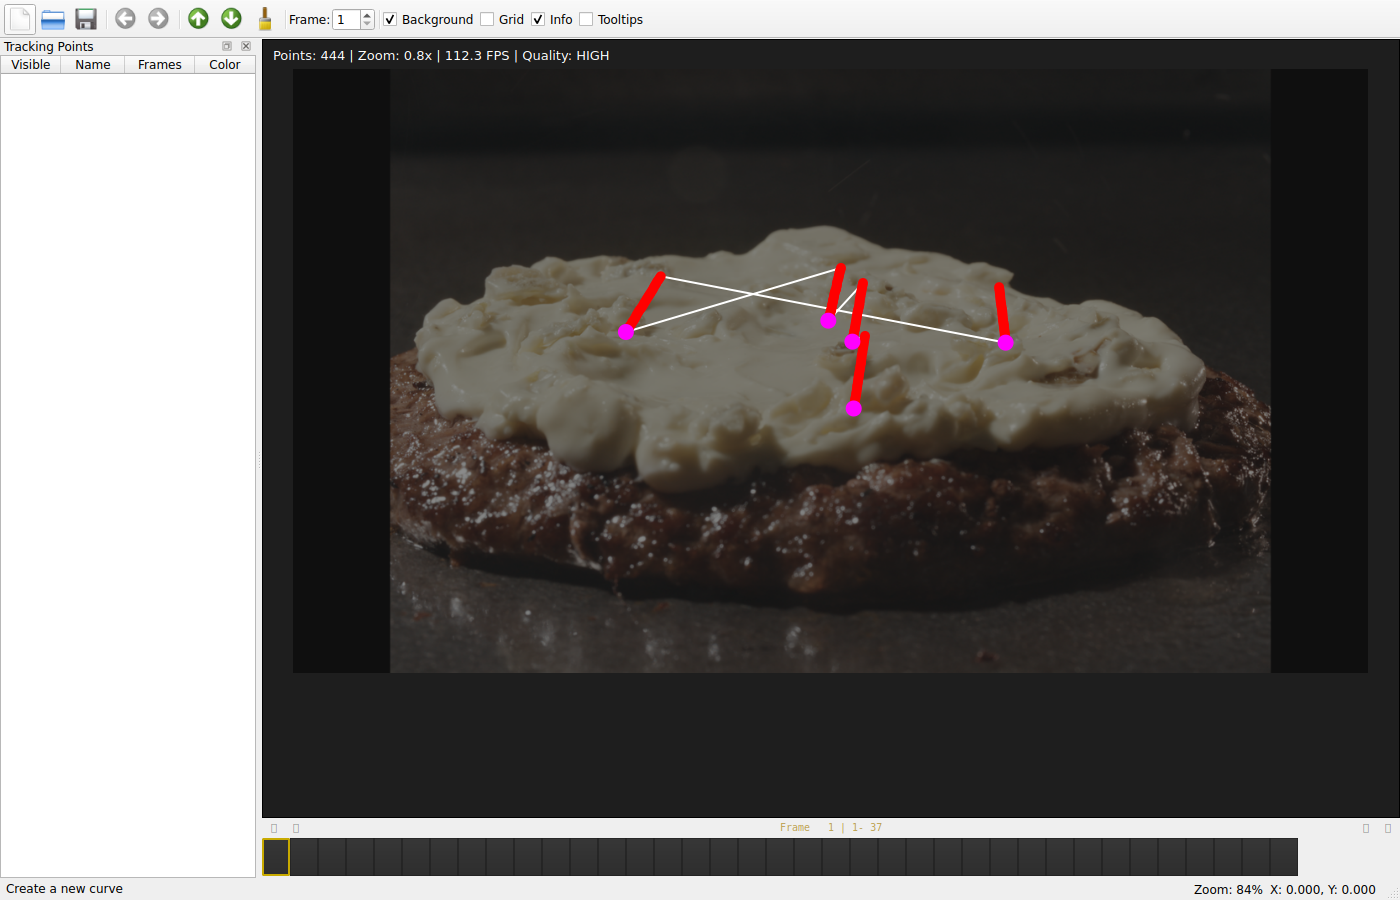 Frame: 1 Background Grid Info Tooltips
Tracking Points
Visible Name Frames Color
Points: 444 | Zoom: 0.8x | 112.3 FPS | Quality: HIGH
Frame 1 | 1- 37
Create a new curve
Zoom: 84% X: 0.000, Y: 0.000